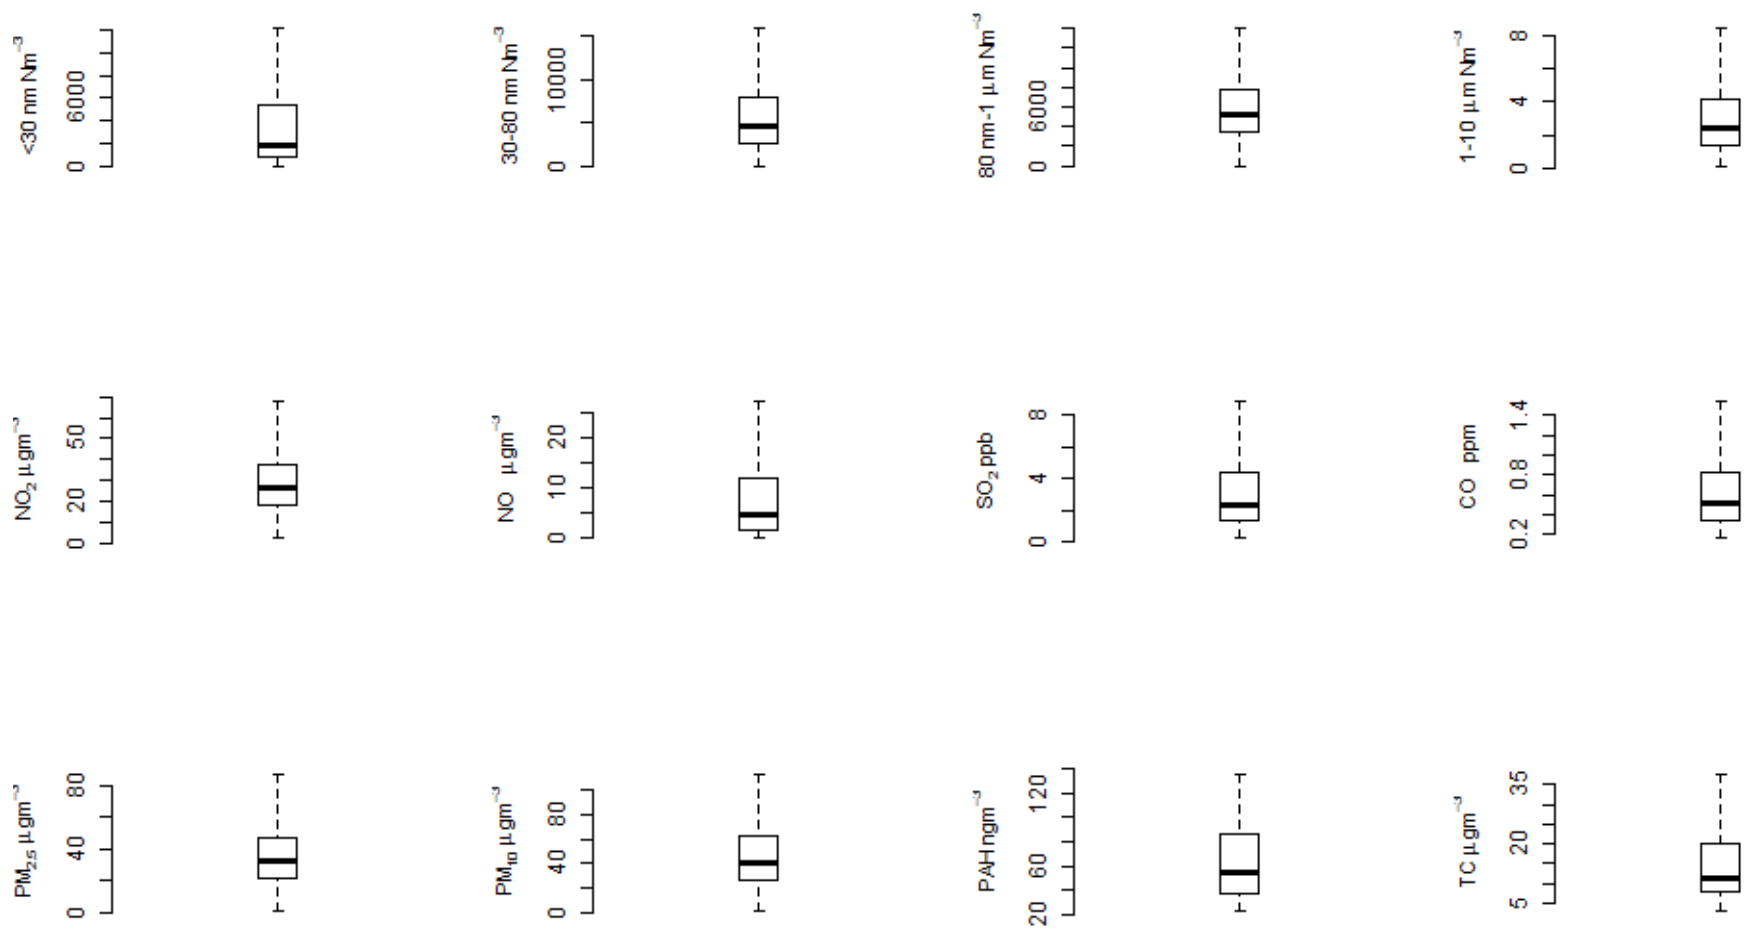 <30 nm Nm⁻³
0
6000
30-80 nm Nm⁻³
0
10000
80 nm-1 μm Nm⁻³
0
6000
1-10 μm Nm⁻³
0
4
8
NO₂ μgm⁻³
0
20
50
NO μgm⁻³
0
10
20
SO₂ ppb
0
4
8
CO ppm
0.2
0.8
1.4
PM₂.₅ μgm⁻³
0
40
80
PM₁₀ μgm⁻³
0
40
80
PAH ngm⁻³
20
60
120
TC μgm⁻³
5
20
35